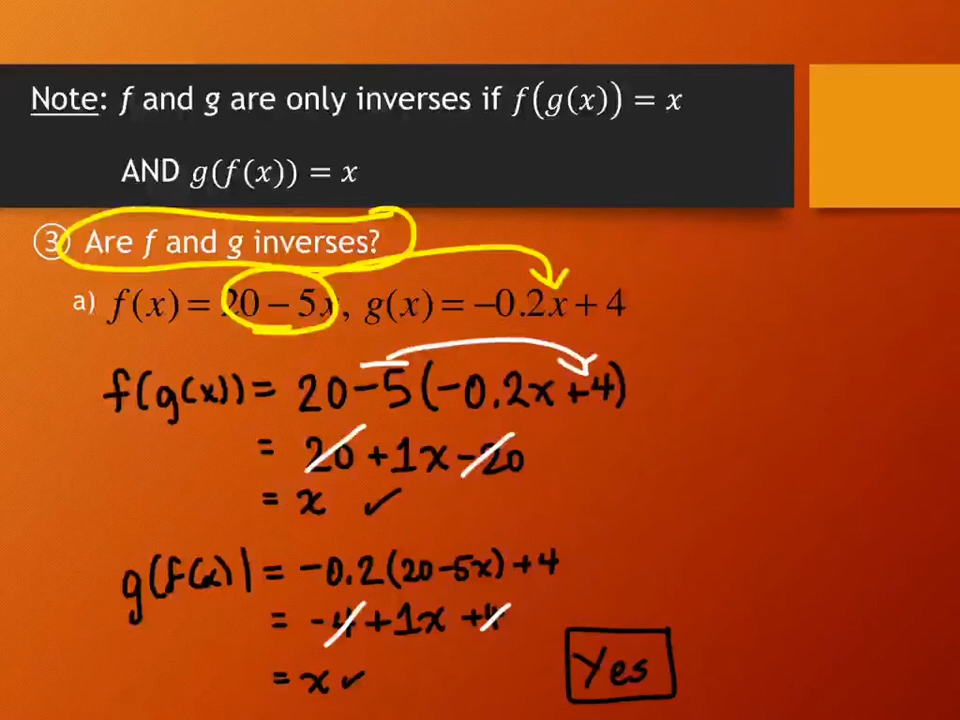 Note: f and g are only inverses if f(g(x)) = x
AND g(f(x)) = x
③ Are f and g inverses?
a) f(x) = 20 − 5x, g(x) = −0.2x + 4
f(g(x)) = 20 −5(−0.2x +4)
= 20 +1x −20
= x ✓
g(f(x)) = −0.2(20−5x) +4
= −4 +1x +4
= x ✓
Yes